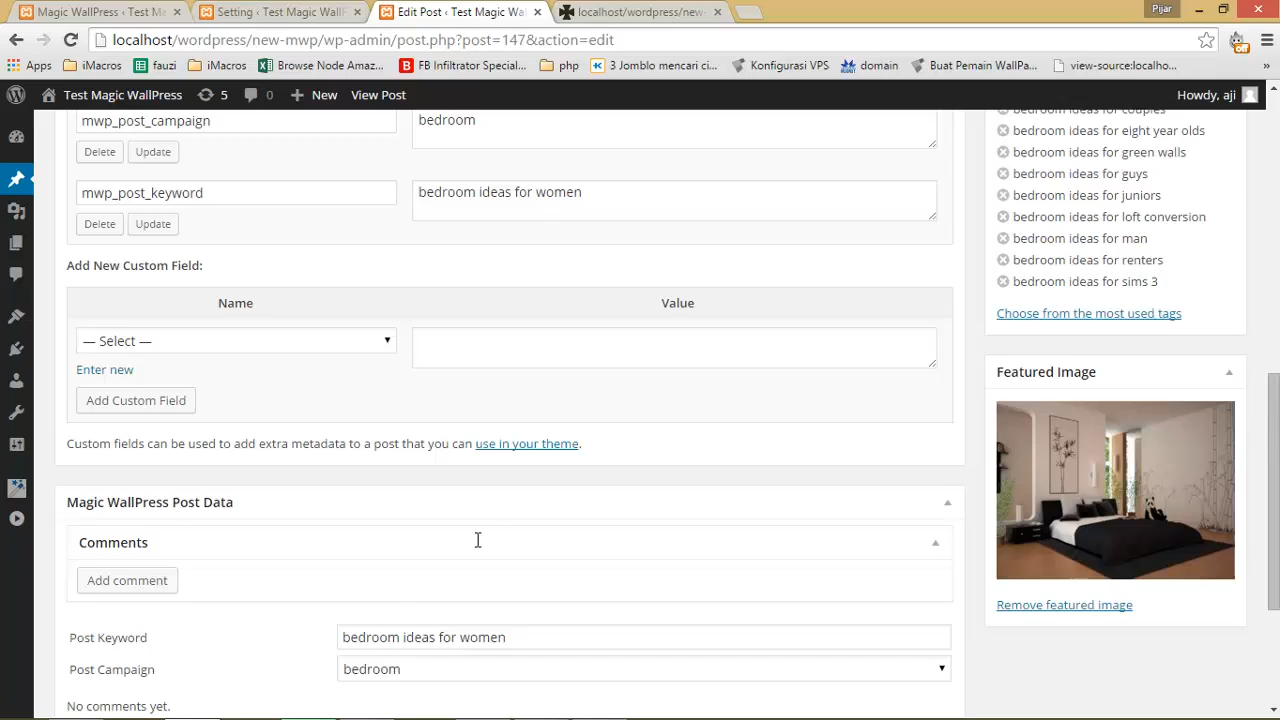 Magic WallPress ‹ Test M
Setting ‹ Test Magic WallP
Edit Post ‹ Test Magic Wal
localhost/wordpress/new-
Pijar
localhost/wordpress/new-mwp/wp-admin/post.php?post=147&action=edit
off
Apps
iMacros
fauzi
iMacros
Browse Node Amaz...
FB Infiltrator Special...
php
3 Jomblo mencari ci...
Konfigurasi VPS
domain
Buat Pemain WallPa...
view-source:localho...
Test Magic WallPress
5
0
New
View Post
Howdy, aji
mwp_post_campaign
bedroom
Delete
Update
mwp_post_keyword
bedroom ideas for women
Delete
Update
Add New Custom Field:
Name
Value
— Select —
Enter new
Add Custom Field
Custom fields can be used to add extra metadata to a post that you can use in your theme.
Magic WallPress Post Data
Comments
Add comment
Post Keyword
bedroom ideas for women
Post Campaign
bedroom
No comments yet.
bedroom ideas for couples
bedroom ideas for eight year olds
bedroom ideas for green walls
bedroom ideas for guys
bedroom ideas for juniors
bedroom ideas for loft conversion
bedroom ideas for man
bedroom ideas for renters
bedroom ideas for sims 3
Choose from the most used tags
Featured Image
Remove featured image